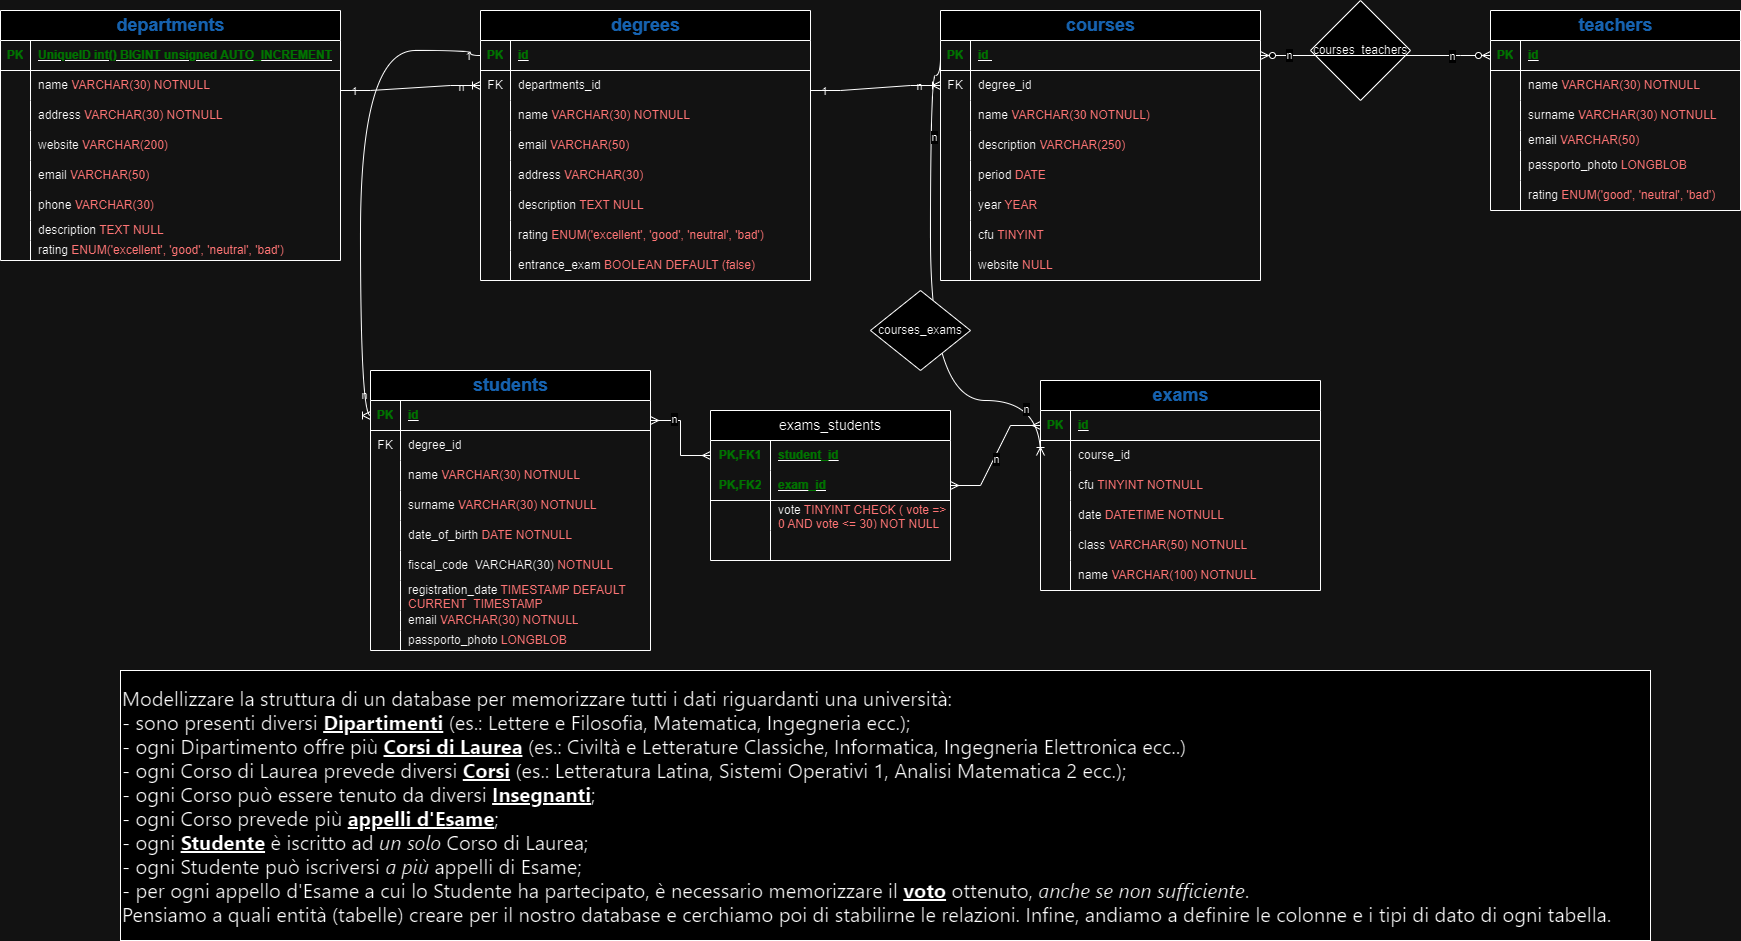 departments
PK UniqueID int() BIGINT unsigned AUTO_INCREMENT
name VARCHAR(30) NOTNULL
address VARCHAR(30) NOTNULL
website VARCHAR(200)
email VARCHAR(50)
phone VARCHAR(30)
description TEXT NULL
rating ENUM('excellent', 'good', 'neutral', 'bad')
1
n
1
n
degrees
PK id
FK departments_id
name VARCHAR(30) NOTNULL
email VARCHAR(50)
address VARCHAR(30)
description TEXT NULL
rating ENUM('excellent', 'good', 'neutral', 'bad')
entrance_exam BOOLEAN DEFAULT (false)
1
n
n
courses
PK id
FK degree_id
name VARCHAR(30 NOTNULL)
description VARCHAR(250)
period DATE
year YEAR
cfu TINYINT
website NULL
n
courses_teachers
n
teachers
PK id
name VARCHAR(30) NOTNULL
surname VARCHAR(30) NOTNULL
email VARCHAR(50)
passporto_photo LONGBLOB
rating ENUM('good', 'neutral', 'bad')
courses_exams
n
students
PK id
FK degree_id
name VARCHAR(30) NOTNULL
surname VARCHAR(30) NOTNULL
date_of_birth DATE NOTNULL
fiscal_code VARCHAR(30) NOTNULL
registration_date TIMESTAMP DEFAULT
CURRENT_TIMESTAMP
email VARCHAR(30) NOTNULL
passporto_photo LONGBLOB
n
exams_students
PK,FK1 student_id
PK,FK2 exam_id
vote TINYINT CHECK ( vote =>
0 AND vote <= 30) NOT NULL
n
exams
PK id
course_id
cfu TINYINT NOTNULL
date DATETIME NOTNULL
class VARCHAR(50) NOTNULL
name VARCHAR(100) NOTNULL
Modellizzare la struttura di un database per memorizzare tutti i dati riguardanti una università:
- sono presenti diversi Dipartimenti (es.: Lettere e Filosofia, Matematica, Ingegneria ecc.);
- ogni Dipartimento offre più Corsi di Laurea (es.: Civiltà e Letterature Classiche, Informatica, Ingegneria Elettronica ecc..)
- ogni Corso di Laurea prevede diversi Corsi (es.: Letteratura Latina, Sistemi Operativi 1, Analisi Matematica 2 ecc.);
- ogni Corso può essere tenuto da diversi Insegnanti;
- ogni Corso prevede più appelli d'Esame;
- ogni Studente è iscritto ad un solo Corso di Laurea;
- ogni Studente può iscriversi a più appelli di Esame;
- per ogni appello d'Esame a cui lo Studente ha partecipato, è necessario memorizzare il voto ottenuto, anche se non sufficiente.
Pensiamo a quali entità (tabelle) creare per il nostro database e cerchiamo poi di stabilirne le relazioni. Infine, andiamo a definire le colonne e i tipi di dato di ogni tabella.